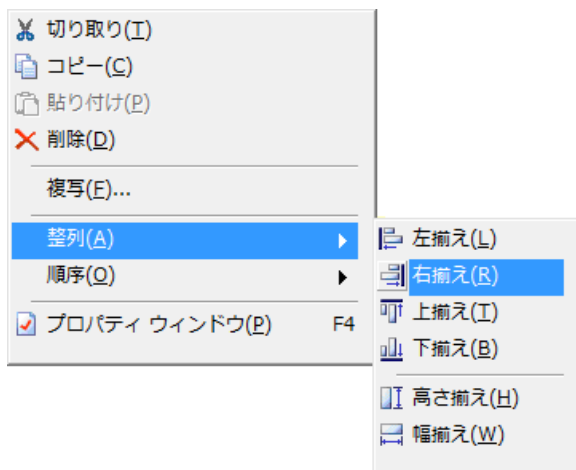 切り取り(T)
コピー(C)
貼り付け(P)
削除(D)
複写(F)...
整列(A)
順序(O)
プロパティ ウィンドウ(P) F4
左揃え(L)
右揃え(R)
上揃え(T)
下揃え(B)
高さ揃え(H)
幅揃え(W)